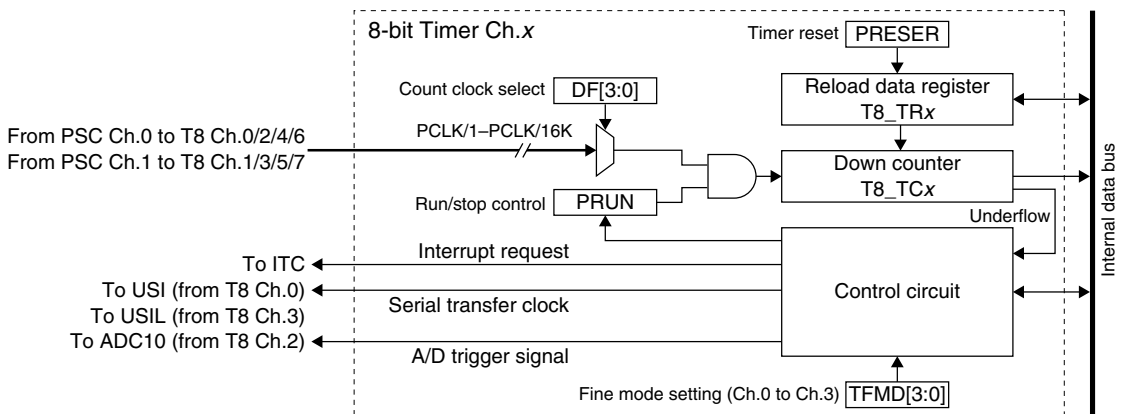 8-bit Timer Ch.x
Timer reset PRESER
Count clock select DF[3:0]
Reload data register
T8_TRx
From PSC Ch.0 to T8 Ch.0/2/4/6
From PSC Ch.1 to T8 Ch.1/3/5/7
PCLK/1–PCLK/16K
Down counter
T8_TCx
Run/stop control PRUN
Underflow
Internal data bus
Interrupt request
To ITC
To USI (from T8 Ch.0)
Serial transfer clock
To USIL (from T8 Ch.3)
To ADC10 (from T8 Ch.2)
A/D trigger signal
Control circuit
Fine mode setting (Ch.0 to Ch.3) TFMD[3:0]